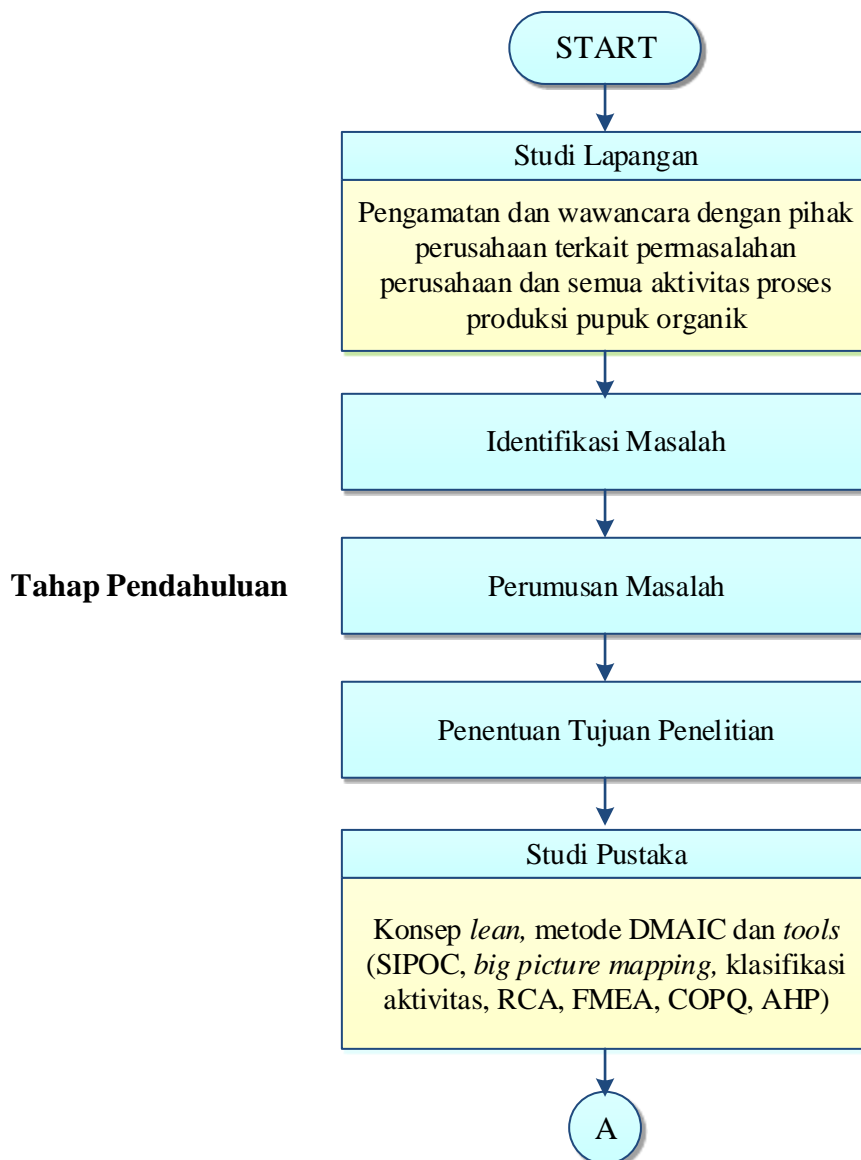 START
Studi Lapangan
Pengamatan dan wawancara dengan pihak
perusahaan terkait permasalahan
perusahaan dan semua aktivitas proses
produksi pupuk organik
Identifikasi Masalah
Tahap Pendahuluan
Perumusan Masalah
Penentuan Tujuan Penelitian
Studi Pustaka
Konsep lean, metode DMAIC dan tools
(SIPOC, big picture mapping, klasifikasi
aktivitas, RCA, FMEA, COPQ, AHP)
A